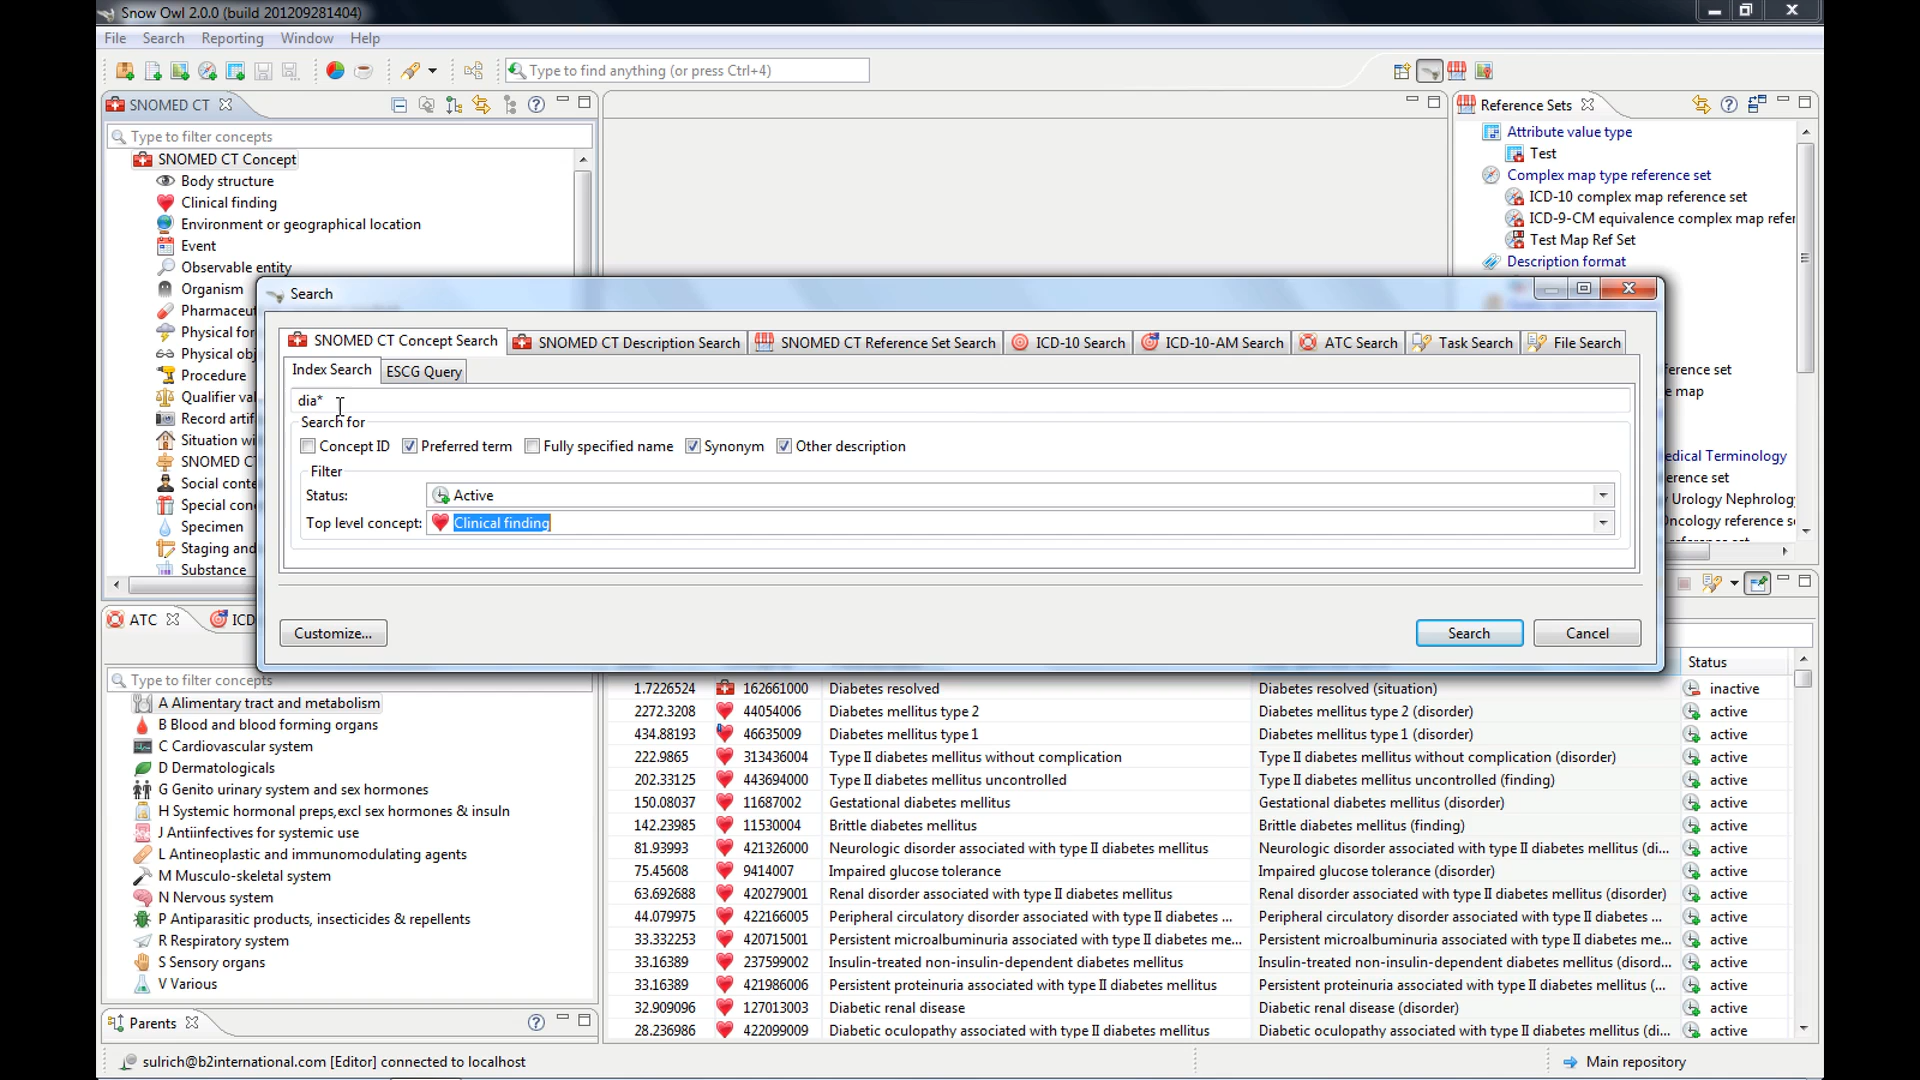 Snow Owl 2.0.0 (build 201209281404)
File Search Reporting Window Help
Type to find anything (or press Ctrl+4)
SNOMED CT
Type to filter concepts
SNOMED CT Concept
Body structure
Clinical finding
Environment or geographical location
Event
Observable entity
Organism
Pharmaceut
Physical for
Physical obj
Procedure
Qualifier val
Record artif
Situation wi
SNOMED C
Social conte
Special con
Specimen
Staging and
Substance
Reference Sets
Attribute value type
Test
Complex map type reference set
ICD-10 complex map reference set
ICD-9-CM equivalence complex map refer
Test Map Ref Set
Description format
erence set
e map
edical Terminology
erence set
y Urology Nephrology
Oncology reference s
Search
SNOMED CT Concept Search SNOMED CT Description Search SNOMED CT Reference Set Search ICD-10 Search ICD-10-AM Search ATC Search Task Search File Search
Index Search ESCG Query
dia*
Search for
Concept ID Preferred term Fully specified name Synonym Other description
Filter
Status: Active
Top level concept: Clinical finding
Customize... Search Cancel
ATC ICD
Type to filter concepts
A Alimentary tract and metabolism
B Blood and blood forming organs
C Cardiovascular system
D Dermatologicals
G Genito urinary system and sex hormones
H Systemic hormonal preps,excl sex hormones & insuln
J Antiinfectives for systemic use
L Antineoplastic and immunomodulating agents
M Musculo-skeletal system
N Nervous system
P Antiparasitic products, insecticides & repellents
R Respiratory system
S Sensory organs
V Various
Parents
Status
1.7226524 162661000 Diabetes resolved Diabetes resolved (situation) inactive
2272.3208 44054006 Diabetes mellitus type 2 Diabetes mellitus type 2 (disorder) active
434.88193 46635009 Diabetes mellitus type 1 Diabetes mellitus type 1 (disorder) active
222.9865 313436004 Type II diabetes mellitus without complication Type II diabetes mellitus without complication (disorder) active
202.33125 443694000 Type II diabetes mellitus uncontrolled Type II diabetes mellitus uncontrolled (finding) active
150.08037 11687002 Gestational diabetes mellitus Gestational diabetes mellitus (disorder) active
142.23985 11530004 Brittle diabetes mellitus Brittle diabetes mellitus (finding) active
81.93993 421326000 Neurologic disorder associated with type II diabetes mellitus Neurologic disorder associated with type II diabetes mellitus (di... active
75.45608 9414007 Impaired glucose tolerance Impaired glucose tolerance (disorder) active
63.692688 420279001 Renal disorder associated with type II diabetes mellitus Renal disorder associated with type II diabetes mellitus (disorder) active
44.079975 422166005 Peripheral circulatory disorder associated with type II diabetes ... Peripheral circulatory disorder associated with type II diabetes ... active
33.332253 420715001 Persistent microalbuminuria associated with type II diabetes me... Persistent microalbuminuria associated with type II diabetes me... active
33.16389 237599002 Insulin-treated non-insulin-dependent diabetes mellitus Insulin-treated non-insulin-dependent diabetes mellitus (disord... active
33.16389 421986006 Persistent proteinuria associated with type II diabetes mellitus Persistent proteinuria associated with type II diabetes mellitus (... active
32.909096 127013003 Diabetic renal disease Diabetic renal disease (disorder) active
28.236986 422099009 Diabetic oculopathy associated with type II diabetes mellitus Diabetic oculopathy associated with type II diabetes mellitus (di... active
sulrich@b2international.com [Editor] connected to localhost
Main repository